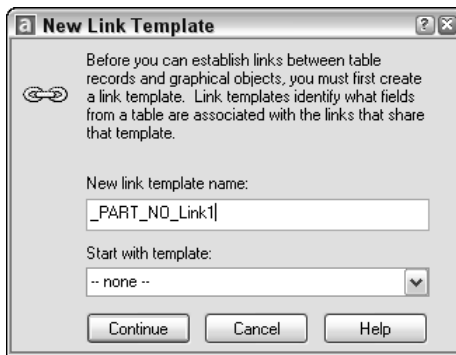 a New Link Template ? X
Before you can establish links between table
records and graphical objects, you must first create
a link template. Link templates identify what fields
from a table are associated with the links that share
that template.
New link template name:
_PART_NO_Link1
Start with template:
-- none --
Continue Cancel Help